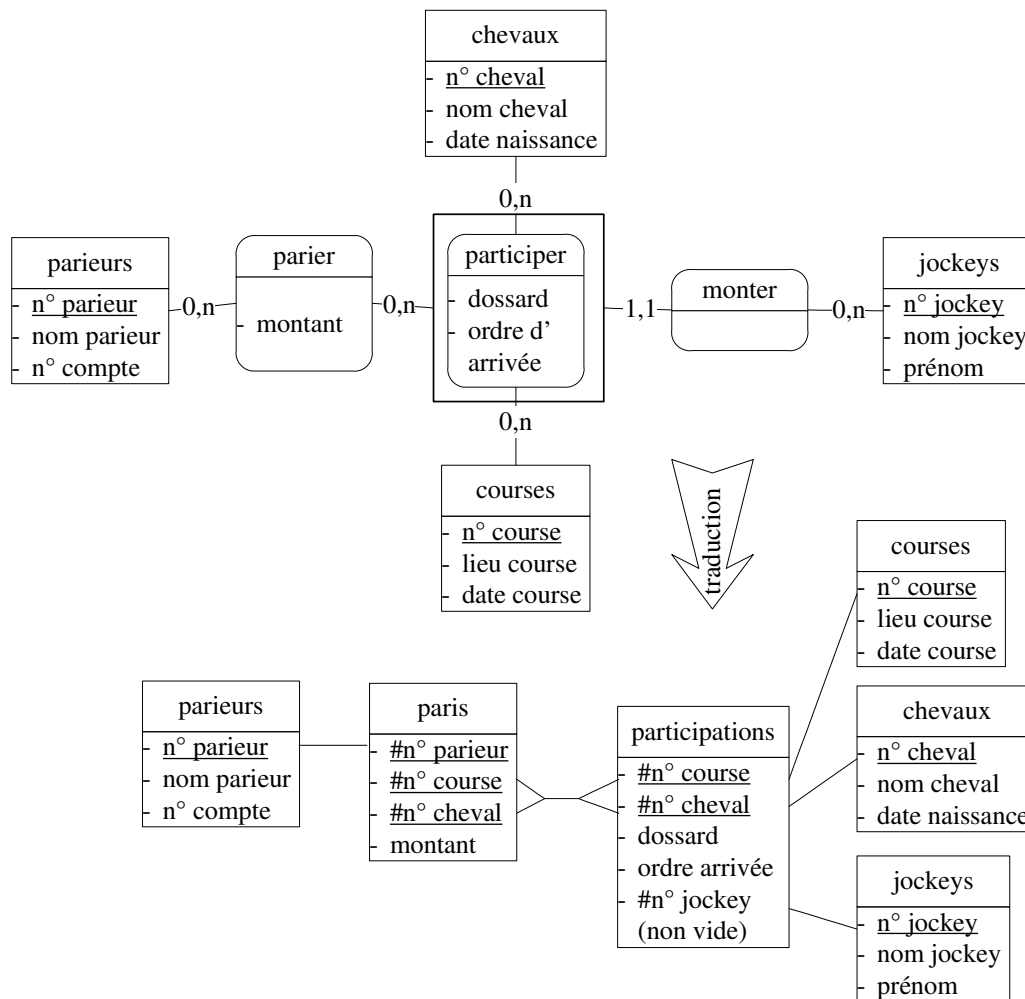 chevaux
- n° cheval
- nom cheval
- date naissance
0,n
parieurs
- n° parieur
- nom parieur
- n° compte
0,n
parier
- montant
0,n
participer
- dossard
- ordre d'
arrivée
1,1
monter
0,n
jockeys
- n° jockey
- nom jockey
- prénom
0,n
courses
- n° course
- lieu course
- date course
traduction
courses
- n° course
- lieu course
- date course
parieurs
- n° parieur
- nom parieur
- n° compte
paris
- #n° parieur
- #n° course
- #n° cheval
- montant
participations
- #n° course
- #n° cheval
- dossard
- ordre arrivée
- #n° jockey
(non vide)
chevaux
- n° cheval
- nom cheval
- date naissance
jockeys
- n° jockey
- nom jockey
- prénom